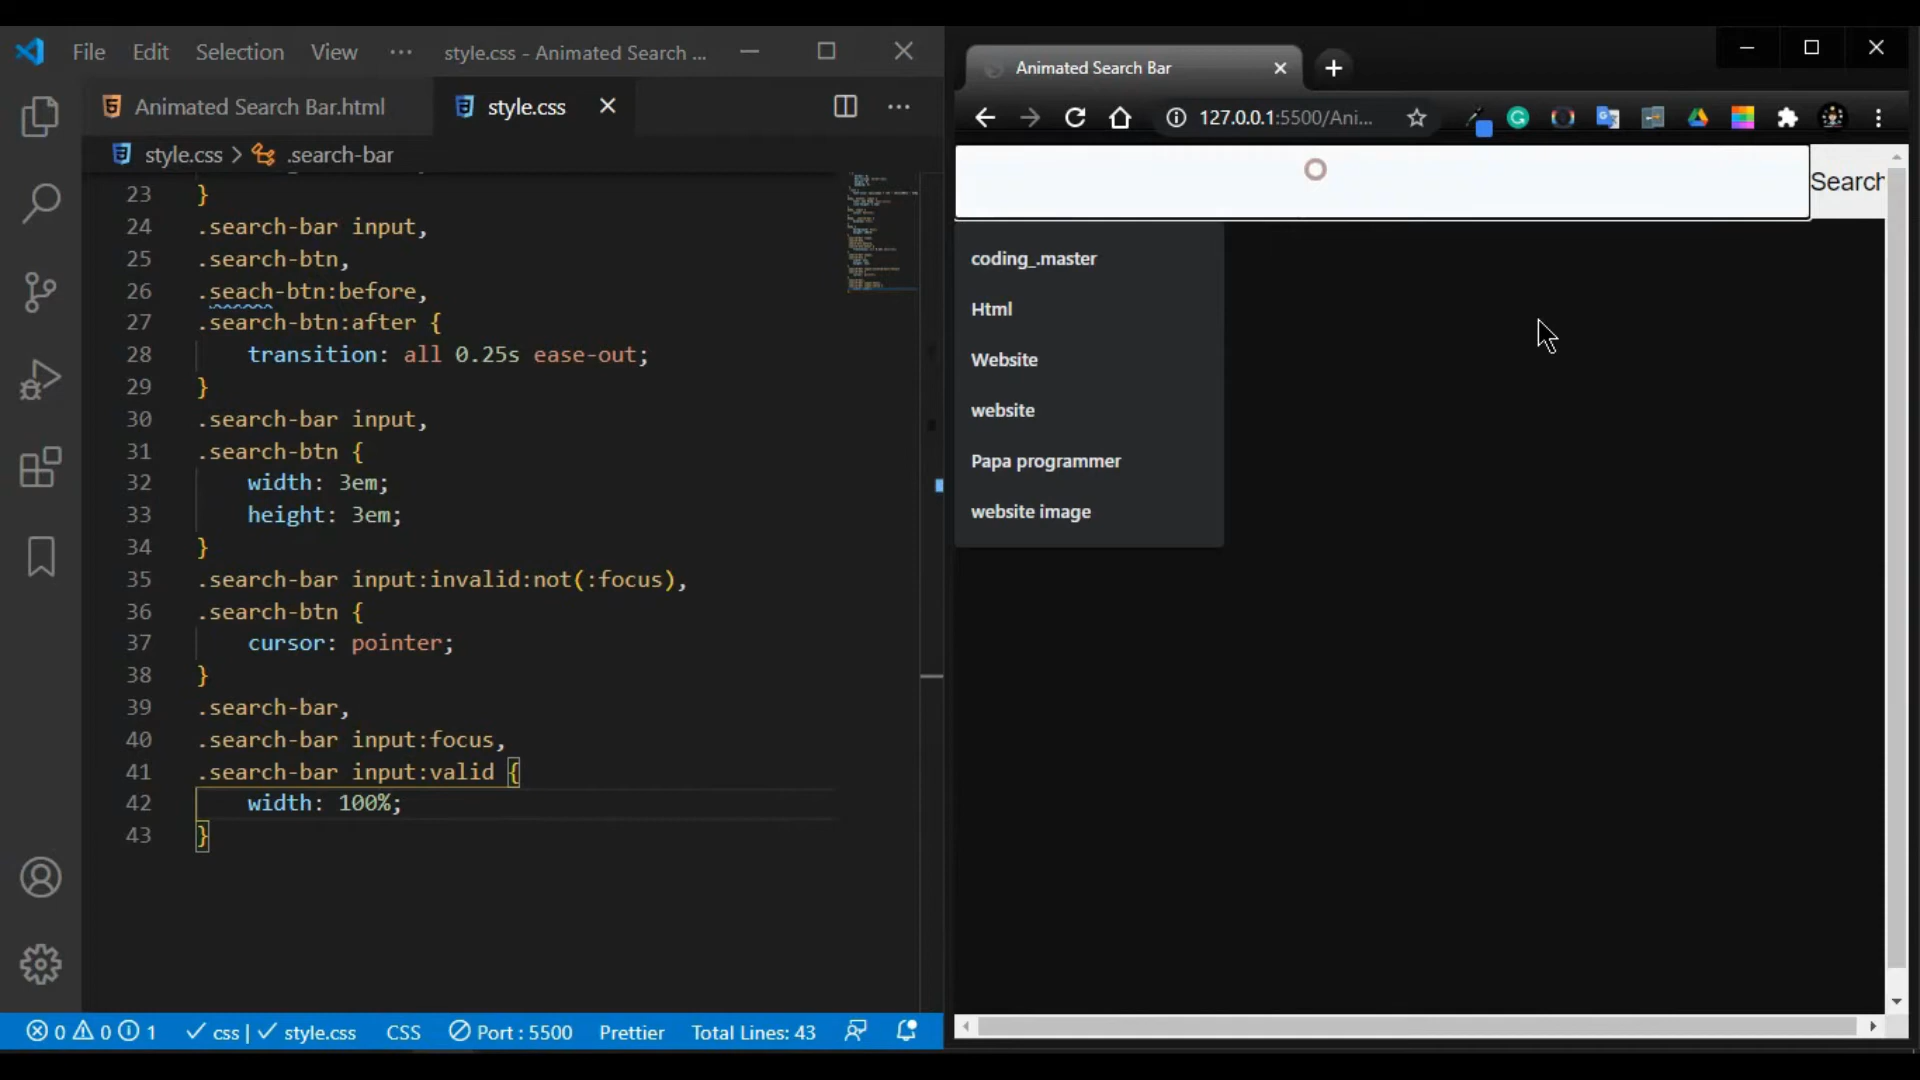 File Edit Selection View ··· style.css - Animated Search ...
Animated Search Bar.html style.css
style.css > .search-bar
23 }
24 .search-bar input,
25 .search-btn,
26 .seach-btn:before,
27 .search-btn:after {
28 transition: all 0.25s ease-out;
29 }
30 .search-bar input,
31 .search-btn {
32 width: 3em;
33 height: 3em;
34 }
35 .search-bar input:invalid:not(:focus),
36 .search-btn {
37 cursor: pointer;
38 }
39 .search-bar,
40 .search-bar input:focus,
41 .search-bar input:valid {
42 width: 100%;
43 }
0 0 1 css | style.css CSS Port : 5500 Prettier Total Lines: 43
Animated Search Bar
127.0.0.1:5500/Ani...
Search
coding_.master
Html
Website
website
Papa programmer
website image